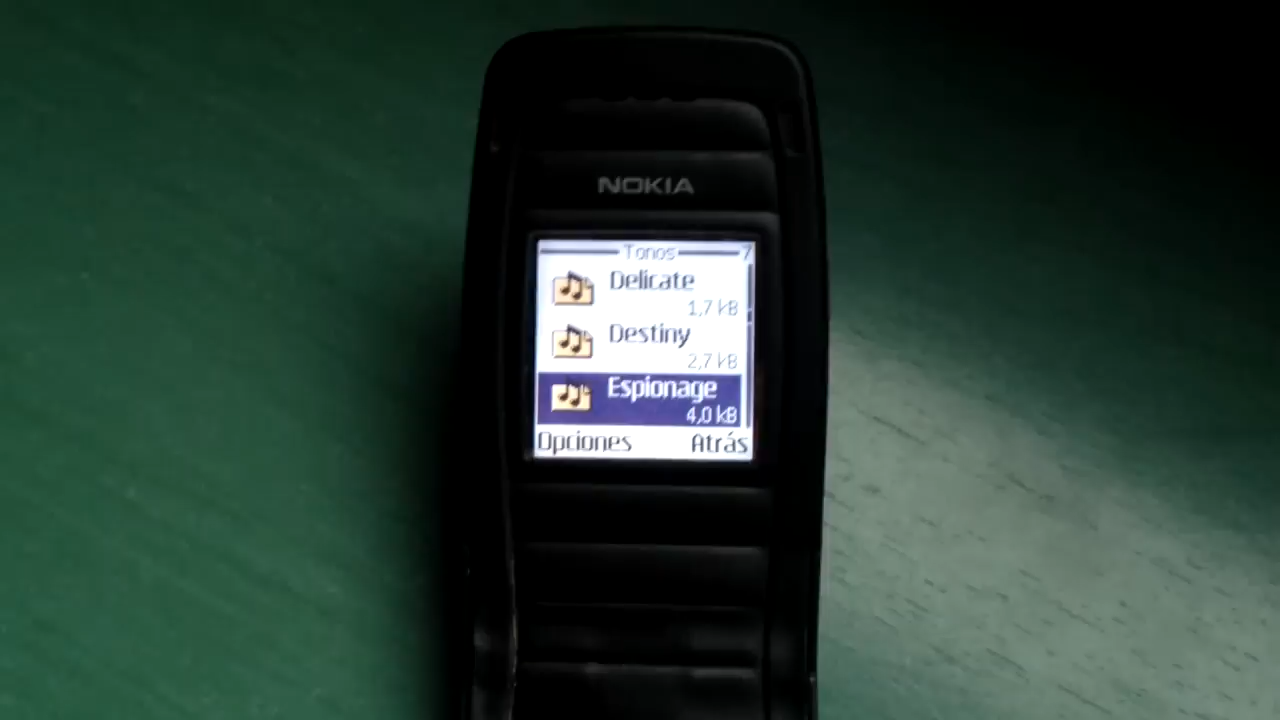 NOKIA
Tonos 7
Delicate
1,7 kB
Destiny
2,7 kB
Espionage
4,0 kB
Opciones Atrás